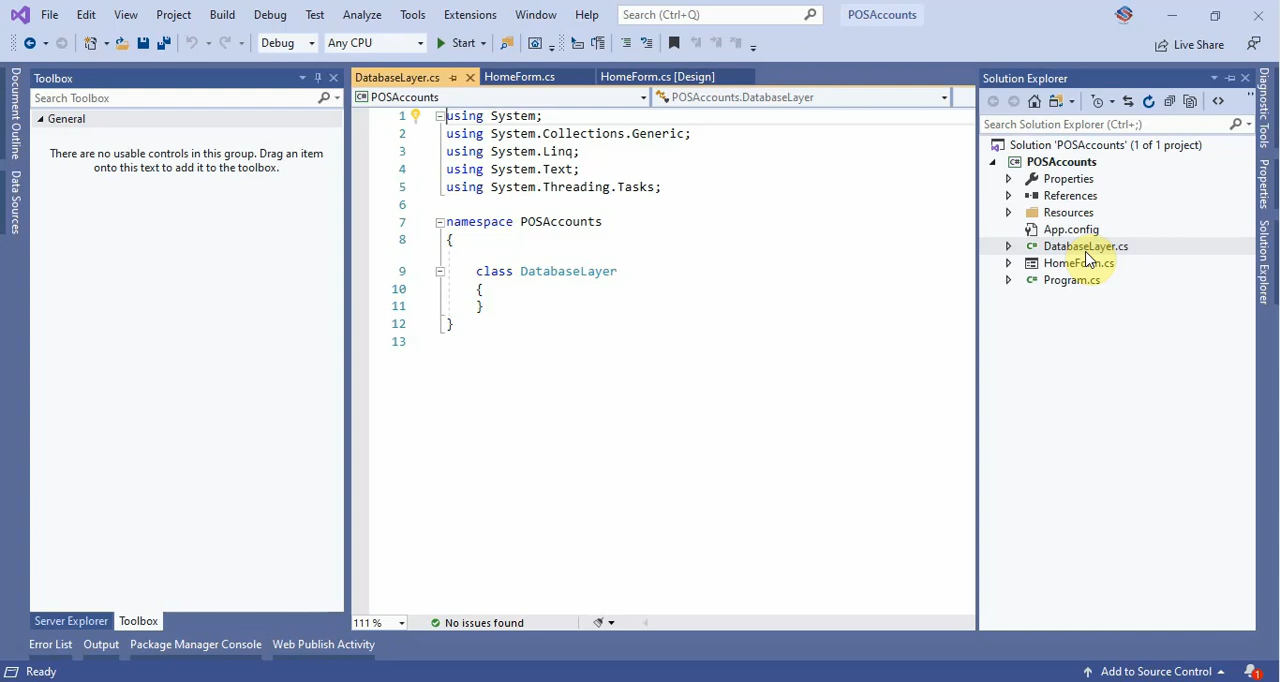 File Edit View Project Build Debug Test Analyze Tools Extensions Window Help Search (Ctrl+Q) POSAccounts
Debug Any CPU Start Live Share
Document Outline
Data Sources
Toolbox
Search Toolbox
General
There are no usable controls in this group. Drag an item
onto this text to add it to the toolbox.
Server Explorer Toolbox
DatabaseLayer.cs HomeForm.cs HomeForm.cs [Design]
POSAccounts POSAccounts.DatabaseLayer
1 using System;
2 using System.Collections.Generic;
3 using System.Linq;
4 using System.Text;
5 using System.Threading.Tasks;
6
7 namespace POSAccounts
8 {
9 class DatabaseLayer
10 {
11 }
12 }
13
111 % No issues found
Solution Explorer
Search Solution Explorer (Ctrl+;)
Solution 'POSAccounts' (1 of 1 project)
POSAccounts
Properties
References
Resources
App.config
DatabaseLayer.cs
HomeForm.cs
Program.cs
Diagnostic Tools
Properties
Solution Explorer
Error List Output Package Manager Console Web Publish Activity
Ready Add to Source Control 1